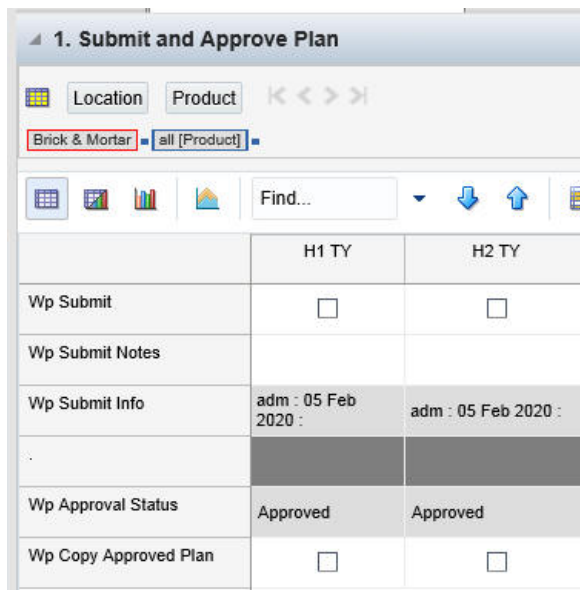 1. Submit and Approve Plan
Location Product
Brick & Mortar all [Product]
Find...
H1 TY H2 TY
Wp Submit
Wp Submit Notes
Wp Submit Info adm : 05 Feb 2020 : adm : 05 Feb 2020 :
.
Wp Approval Status Approved Approved
Wp Copy Approved Plan